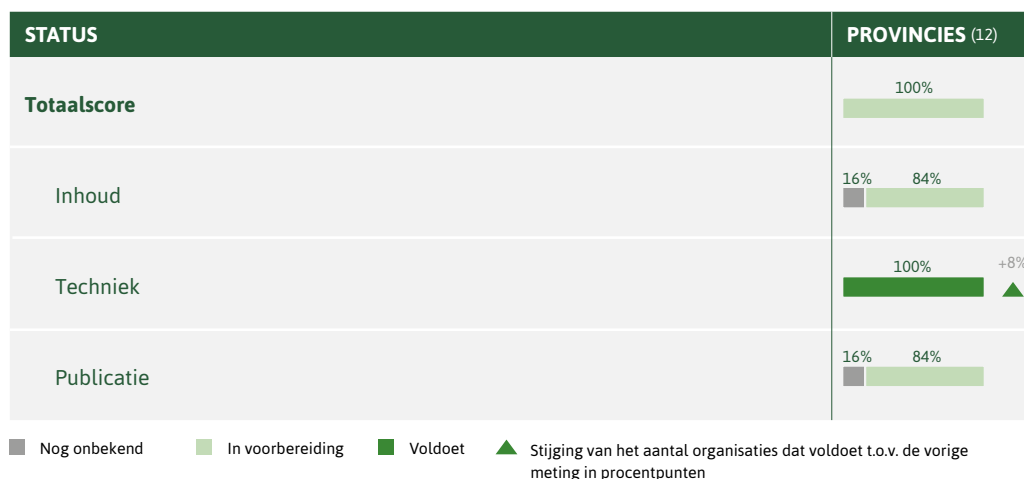 STATUS PROVINCIES (12)
100%
Totaalscore
16% 84%
Inhoud
100% +8%
Techniek
16% 84%
Publicatie
Nog onbekend In voorbereiding Voldoet Stijging van het aantal organisaties dat voldoet t.o.v. de vorige
meting in procentpunten